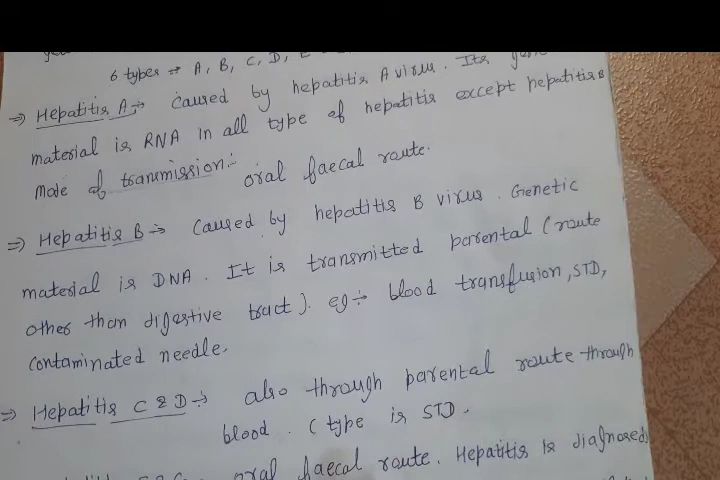 6 types → A, B, C, D, E
⇒ Hepatitis A → caused by hepatitis A virus. Its
material is RNA in all type of hepatitis except hepatitis B
mode of transmission:- oral faecal route.
⇒ Hepatitis B → Caused by hepatitis B virus. Genetic
material is DNA. It is transmitted parental (route
other than digestive tract). eg ÷ blood transfusion, STD,
contaminated needle.
⇒ Hepatitis C & D ÷ also through parental route through
blood. C type is STD.
oral faecal route. Hepatitis is diagnosed